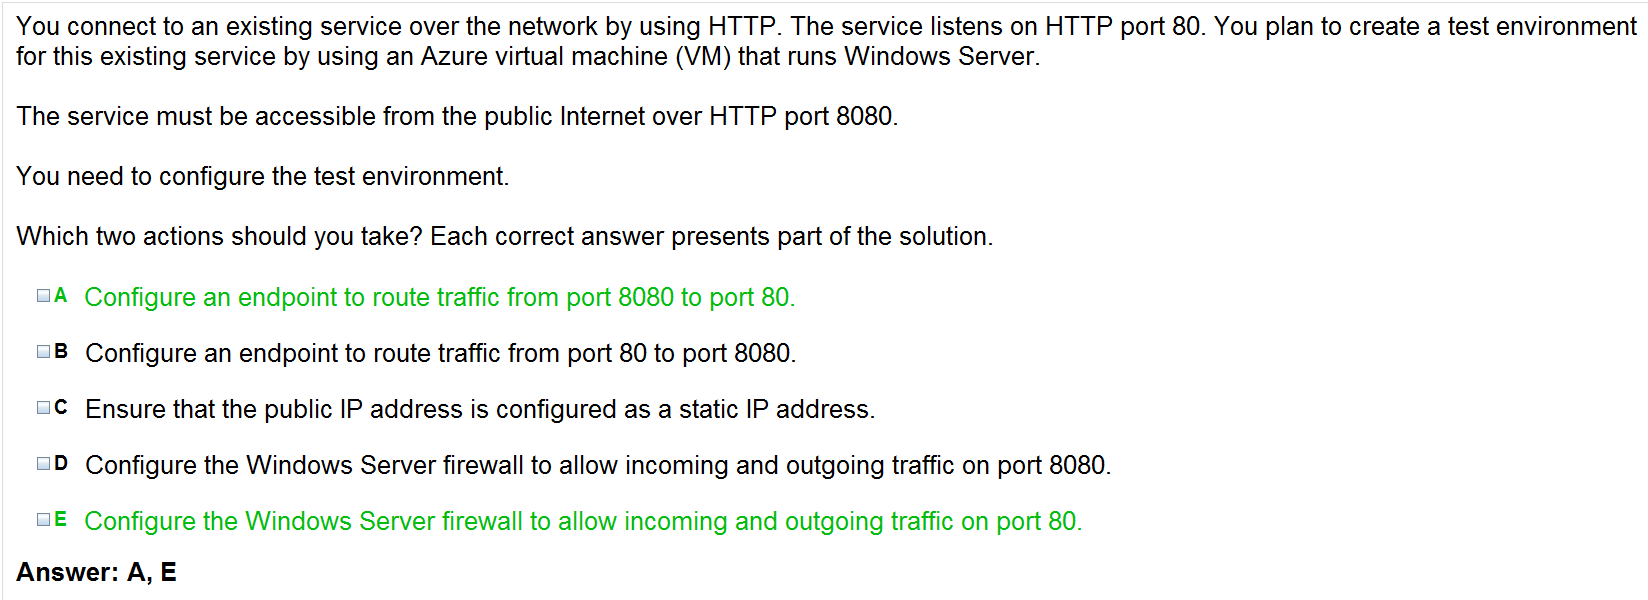 You connect to an existing service over the network by using HTTP. The service listens on HTTP port 80. You plan to create a test environment
for this existing service by using an Azure virtual machine (VM) that runs Windows Server.
The service must be accessible from the public Internet over HTTP port 8080.
You need to configure the test environment.
Which two actions should you take? Each correct answer presents part of the solution.
A Configure an endpoint to route traffic from port 8080 to port 80.
B Configure an endpoint to route traffic from port 80 to port 8080.
C Ensure that the public IP address is configured as a static IP address.
D Configure the Windows Server firewall to allow incoming and outgoing traffic on port 8080.
E Configure the Windows Server firewall to allow incoming and outgoing traffic on port 80.
Answer: A, E